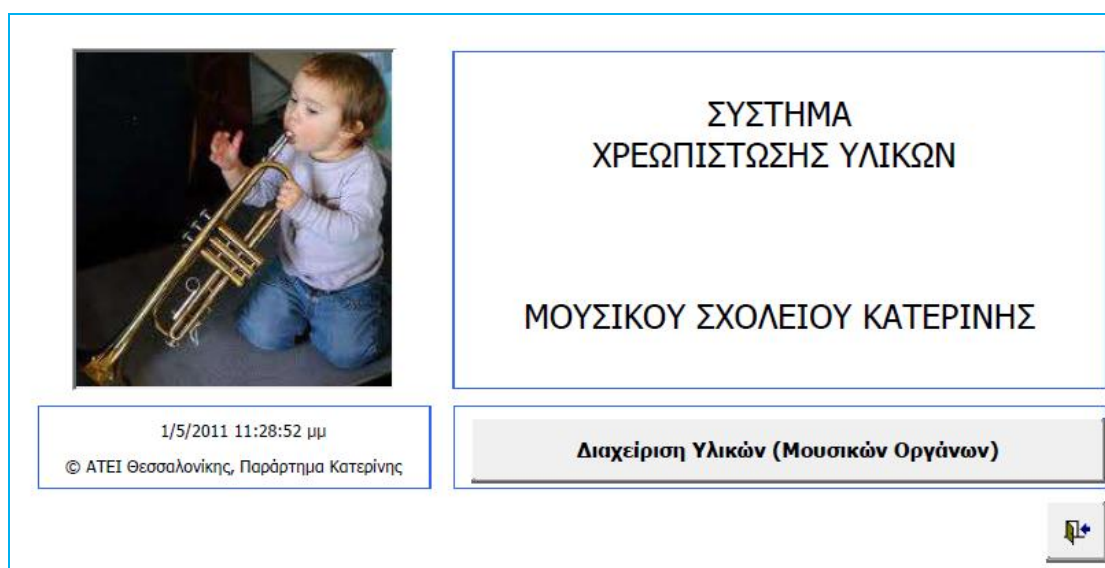 ΣΥΣΤΗΜΑ
ΧΡΕΩΠΙΣΤΩΣΗΣ ΥΛΙΚΩΝ
ΜΟΥΣΙΚΟΥ ΣΧΟΛΕΙΟΥ ΚΑΤΕΡΙΝΗΣ
1/5/2011 11:28:52 μμ
© ΑΤΕΙ Θεσσαλονίκης, Παράρτημα Κατερίνης
Διαχείριση Υλικών (Μουσικών Οργάνων)